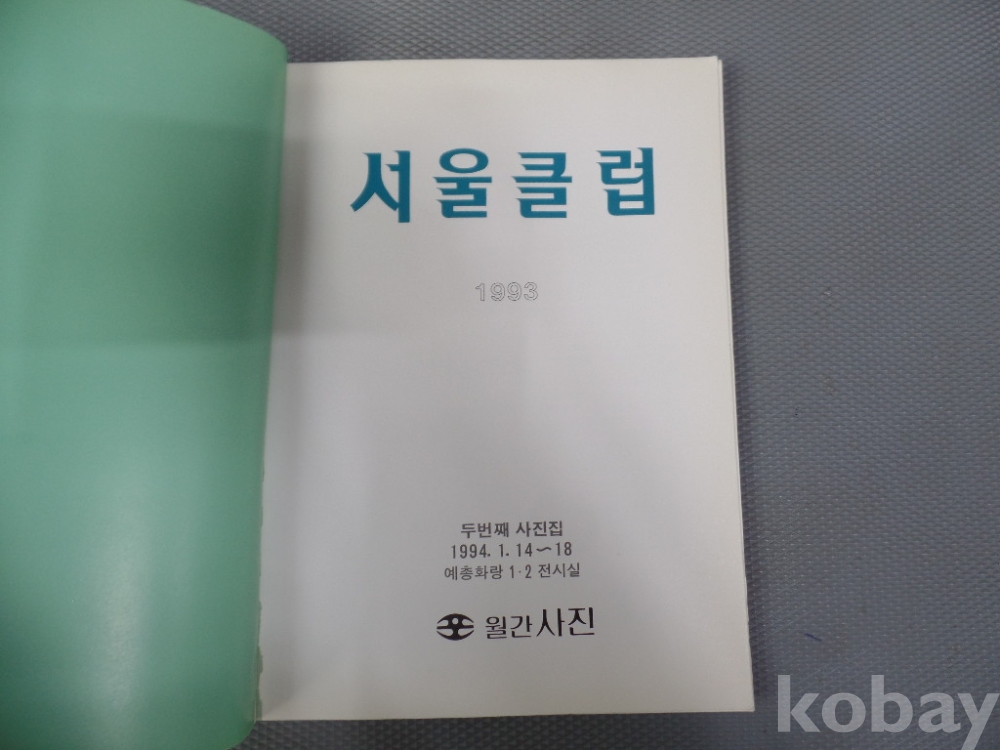 서울클럽
1993
두번째 사진집
1994. 1. 14~18
예총화랑 1·2 전시실
월간사진
kobay